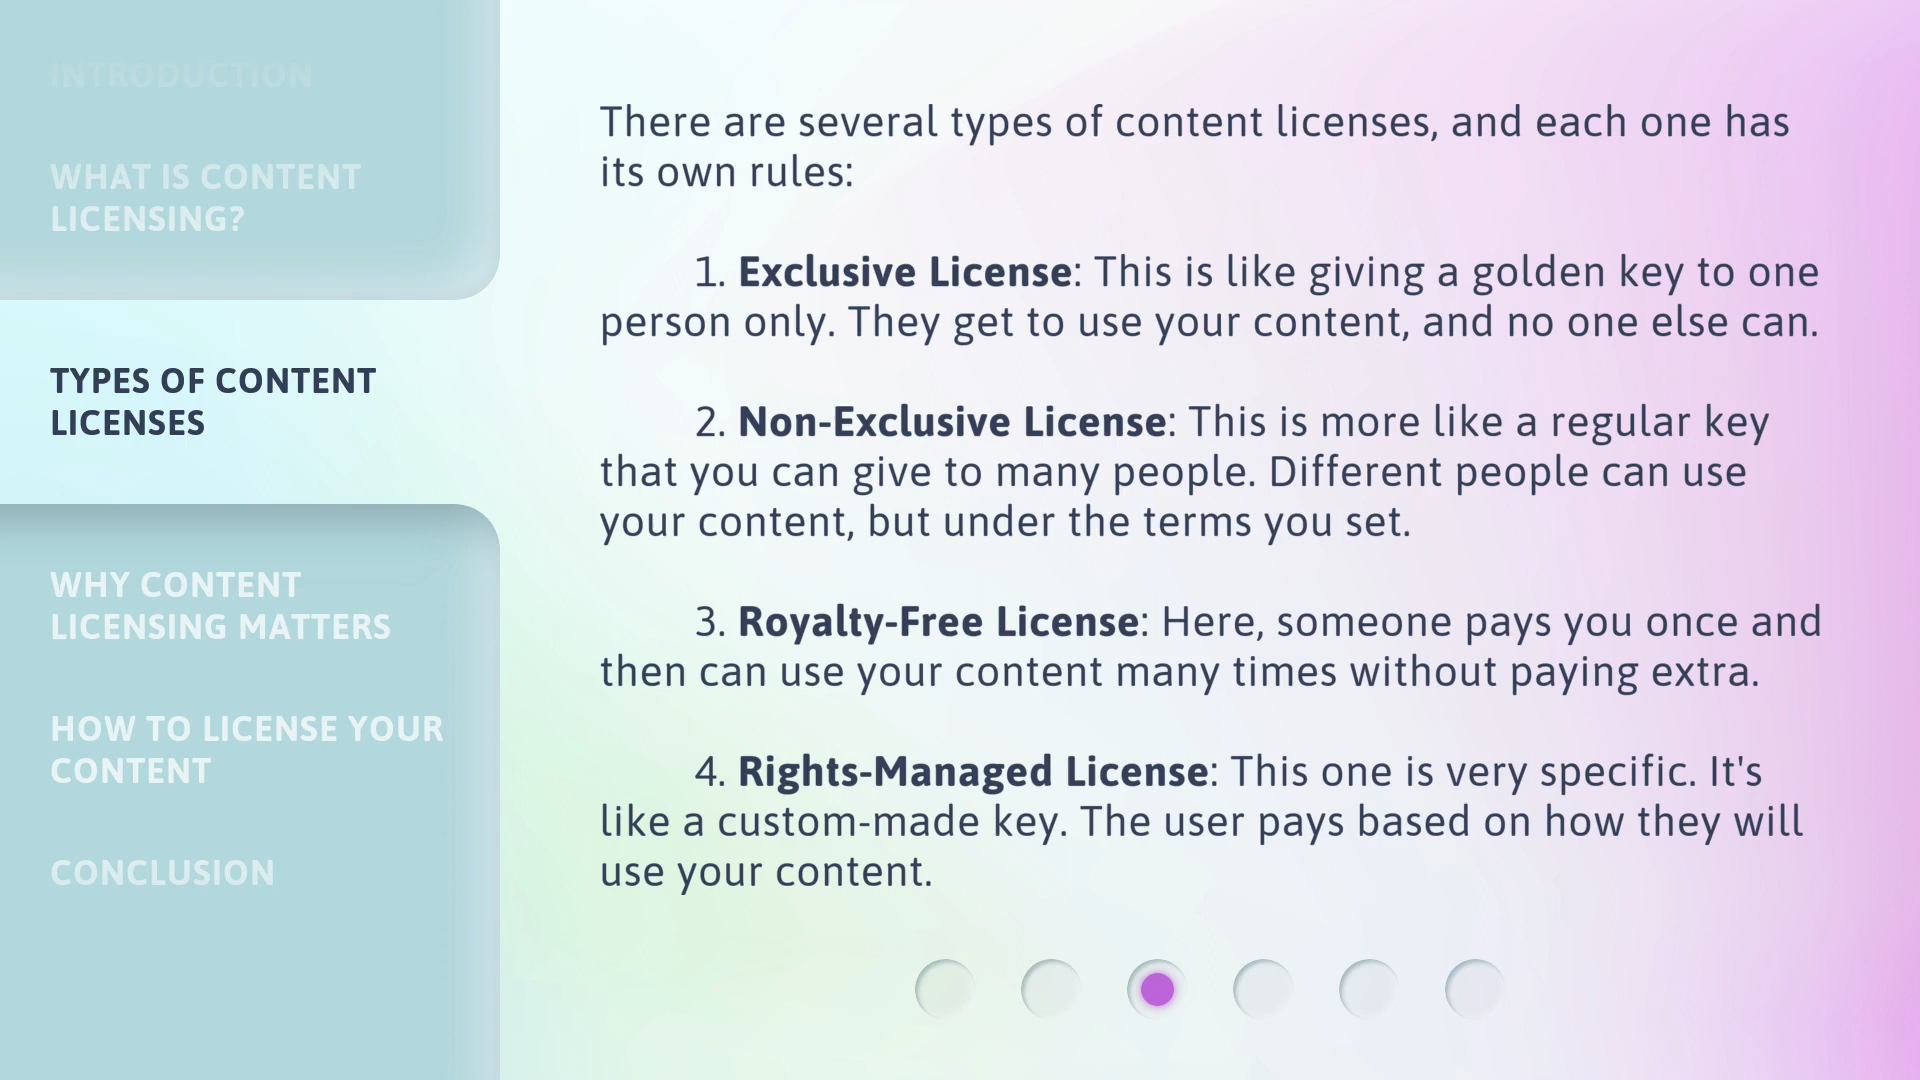 INTRODUCTION
WHAT IS CONTENT
LICENSING?
TYPES OF CONTENT
LICENSES
WHY CONTENT
LICENSING MATTERS
HOW TO LICENSE YOUR
CONTENT
CONCLUSION
There are several types of content licenses, and each one has
its own rules:
1. Exclusive License: This is like giving a golden key to one
person only. They get to use your content, and no one else can.
2. Non-Exclusive License: This is more like a regular key
that you can give to many people. Different people can use
your content, but under the terms you set.
3. Royalty-Free License: Here, someone pays you once and
then can use your content many times without paying extra.
4. Rights-Managed License: This one is very specific. It's
like a custom-made key. The user pays based on how they will
use your content.